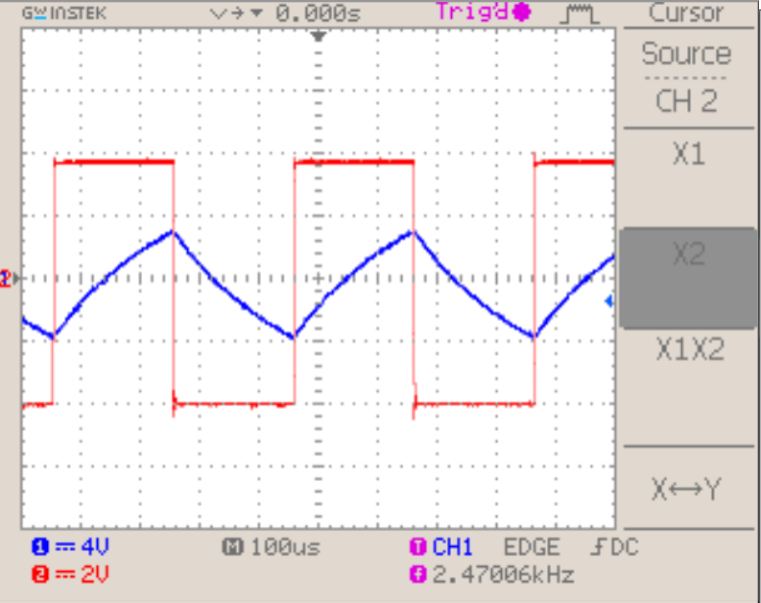 GWINSTEK 0.000s Trig'd Cursor
Source
CH 2
X1
X2
X1X2
X↔Y
1 4V M 100us T CH1 EDGE DC
2 2V f 2.47006kHz